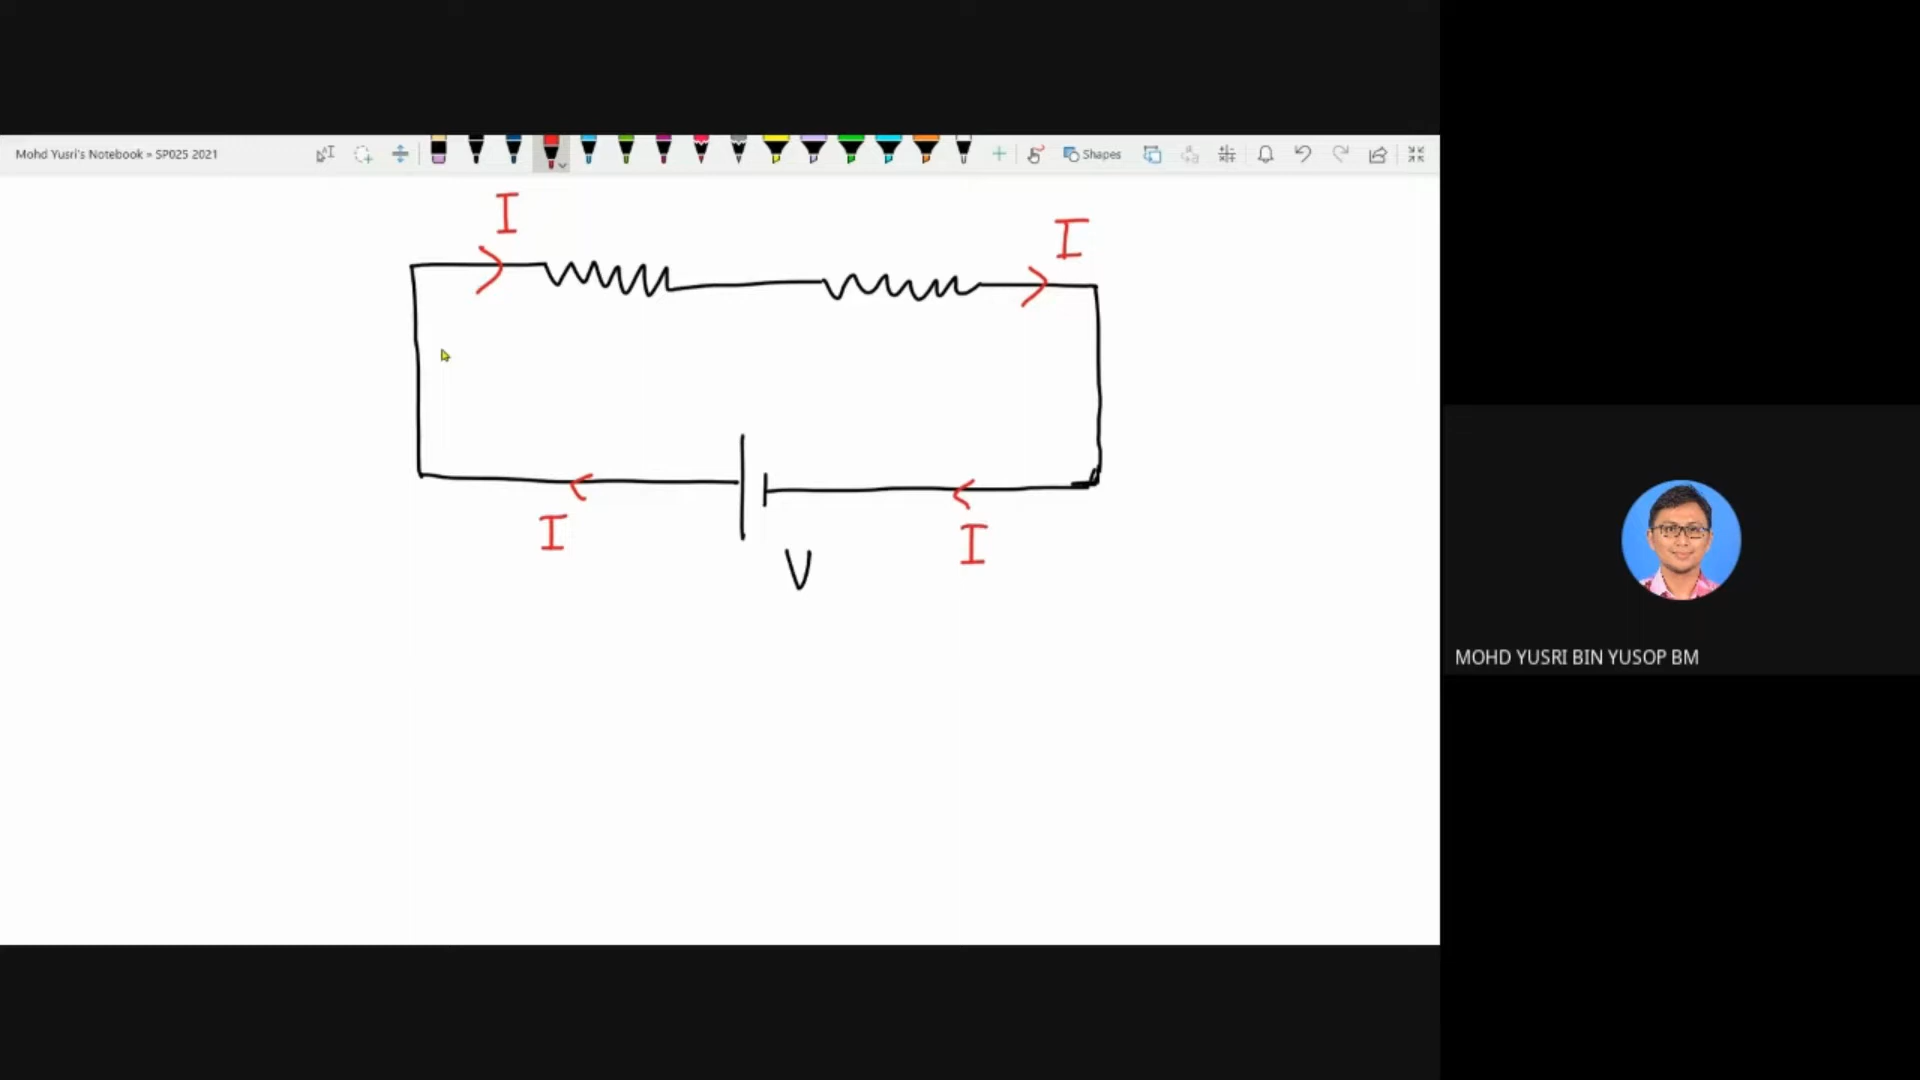 Mohd Yusri's Notebook » SP025 2021
Shapes
I
I
I
I
V
MOHD YUSRI BIN YUSOP BM